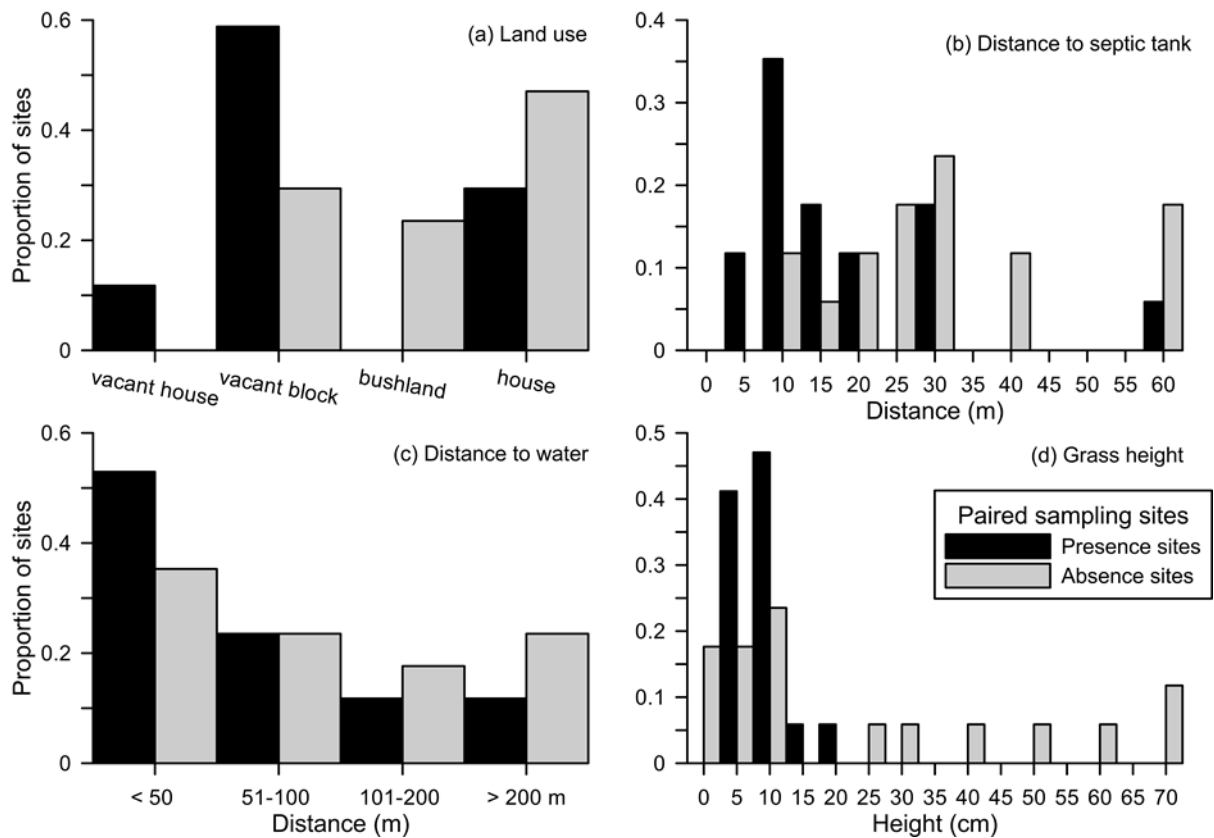 (a) Land use
Proportion of sites
0.6
0.4
0.2
0
vacant house
vacant block
bushland
house
(b) Distance to septic tank
0.4
0.3
0.2
0.1
0
0 5 10 15 20 25 30 35 40 45 50 55 60
Distance (m)
(c) Distance to water
Proportion of sites
0.6
0.4
0.2
0
< 50 51-100 101-200 > 200 m
Distance (m)
(d) Grass height
0.5
0.4
0.3
0.2
0.1
0
Paired sampling sites
Presence sites
Absence sites
0 5 10 15 20 25 30 35 40 45 50 55 60 65 70
Height (cm)